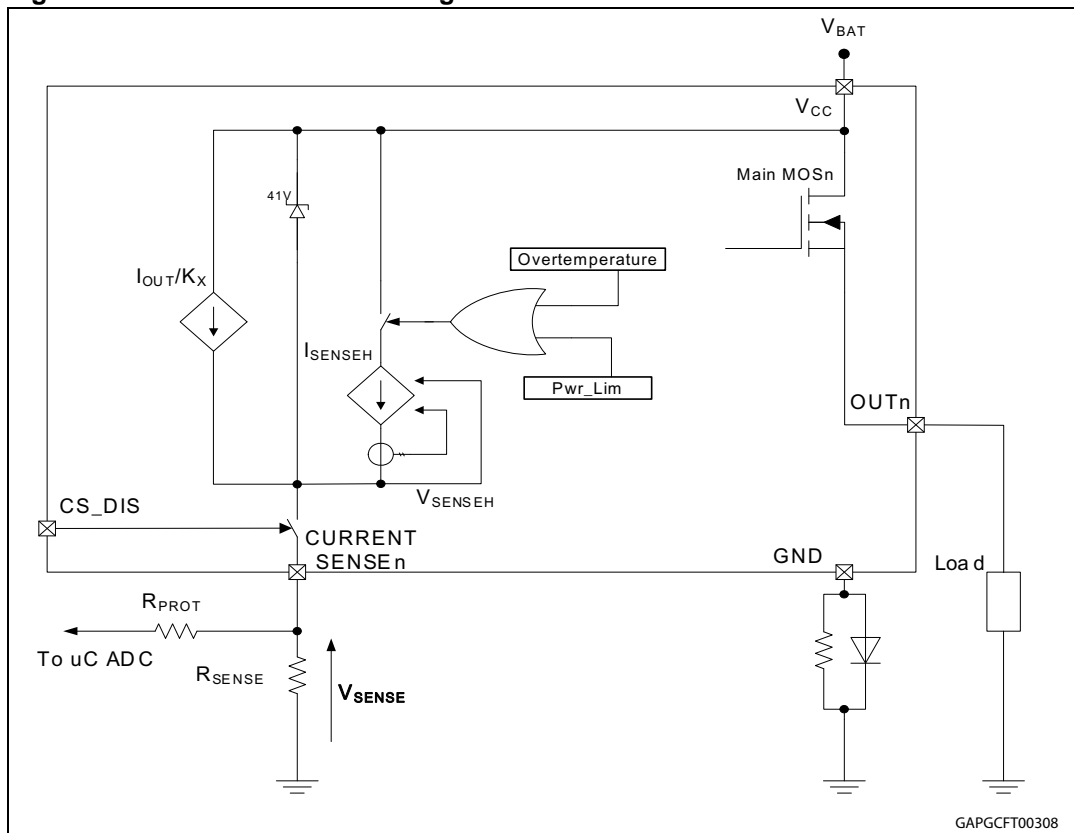 V_BAT
V_CC
Main MOSn
41V
Overtemperature
I_OUT/K_X
I_SENSEH
Pwr_Lim
OUTn
V_SENSEH
CS_DIS
CURRENT
SENSEn
GND
Load
R_PROT
To uC ADC
R_SENSE
V_SENSE
GAPGCFT00308